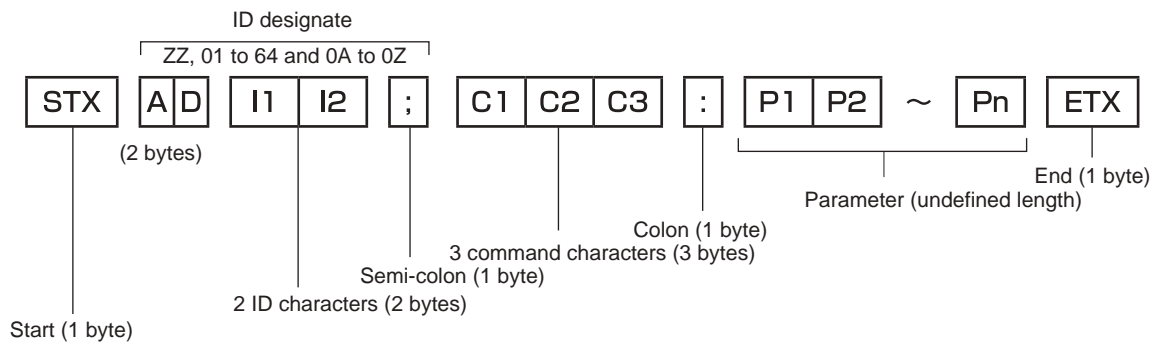 ID designate
ZZ, 01 to 64 and 0A to 0Z
STX A D I1 I2 ; C1 C2 C3 : P1 P2 ～ Pn ETX
(2 bytes)
End (1 byte)
Parameter (undefined length)
Colon (1 byte)
3 command characters (3 bytes)
Semi-colon (1 byte)
2 ID characters (2 bytes)
Start (1 byte)